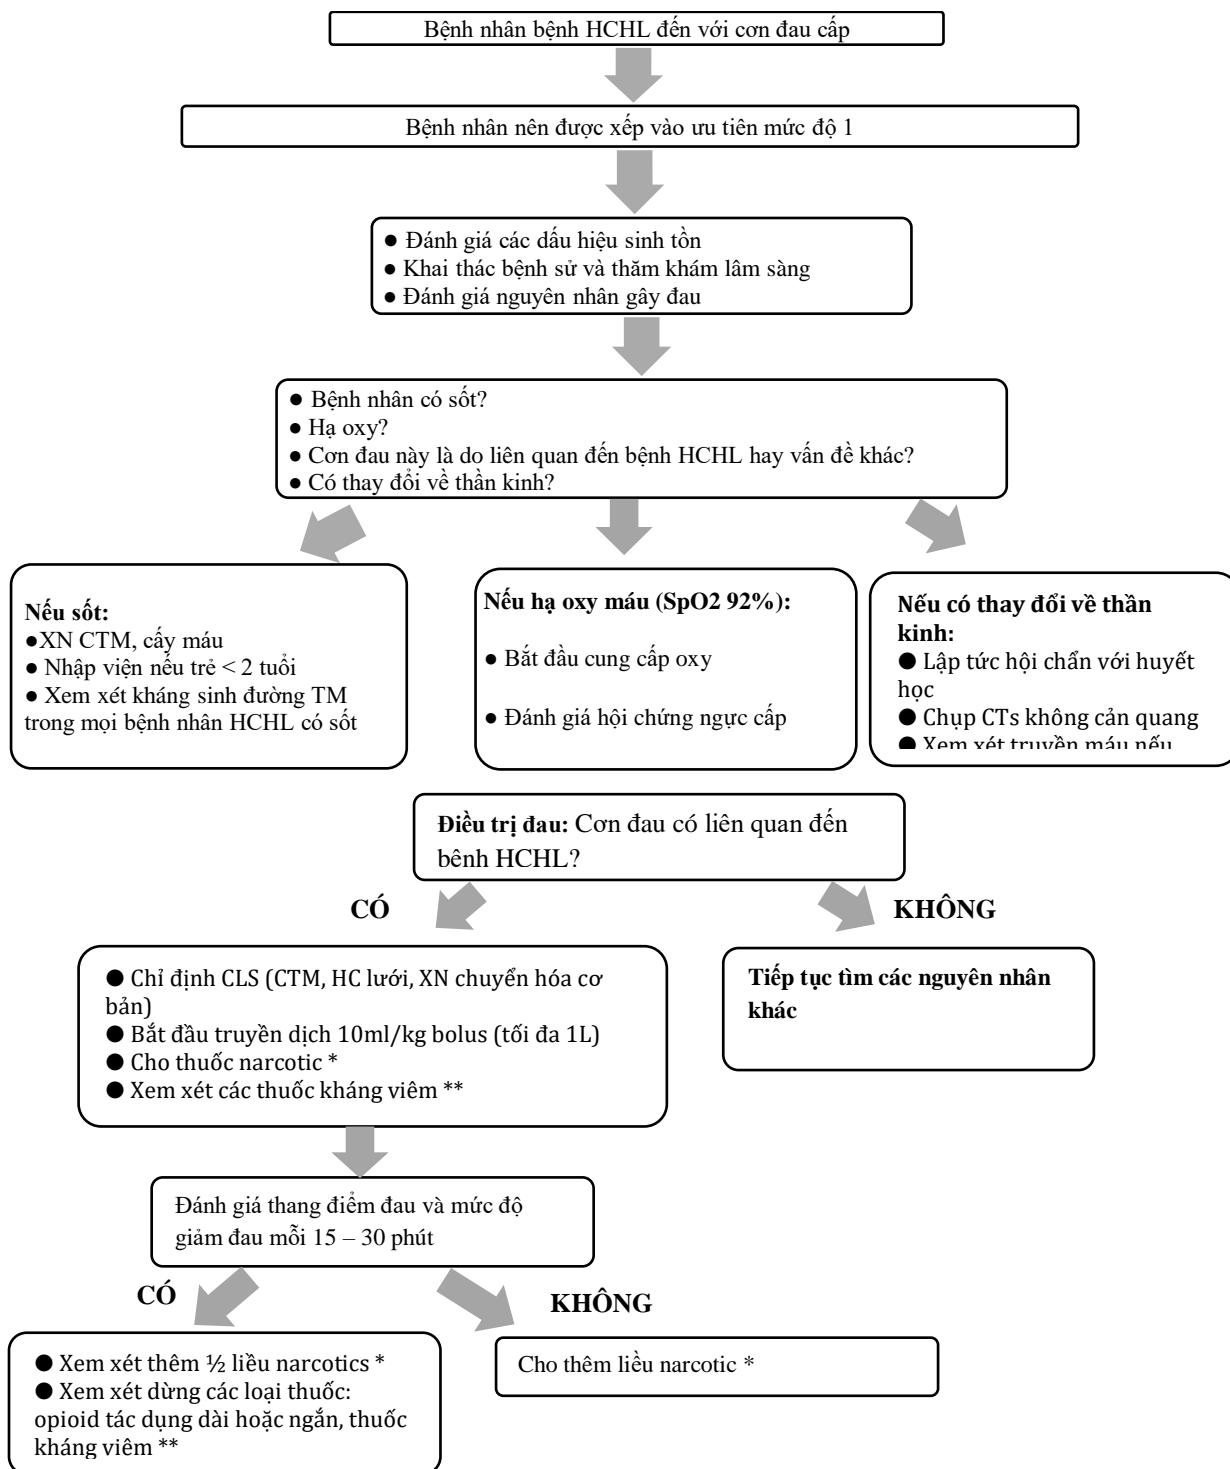 Bệnh nhân bệnh HCHL đến với cơn đau cấp
Bệnh nhân nên được xếp vào ưu tiên mức độ 1
● Đánh giá các dấu hiệu sinh tồn
● Khai thác bệnh sử và thăm khám lâm sàng
● Đánh giá nguyên nhân gây đau
● Bệnh nhân có sốt?
● Hạ oxy?
● Cơn đau này là do liên quan đến bệnh HCHL hay vấn đề khác?
● Có thay đổi về thần kinh?
Nếu sốt:
●XN CTM, cấy máu
● Nhập viện nếu trẻ < 2 tuổi
● Xem xét kháng sinh đường TM
trong mọi bệnh nhân HCHL có sốt
Nếu hạ oxy máu (SpO2 92%):
● Bắt đầu cung cấp oxy
● Đánh giá hội chứng ngực cấp
Nếu có thay đổi về thần
kinh:
● Lập tức hội chẩn với huyết
học
● Chụp CTs không cản quang
● Xem xét truyền máu nếu
Điều trị đau: Cơn đau có liên quan đến
bênh HCHL?
CÓ
KHÔNG
● Chỉ định CLS (CTM, HC lưới, XN chuyển hóa cơ
bản)
● Bắt đầu truyền dịch 10ml/kg bolus (tối đa 1L)
● Cho thuốc narcotic *
● Xem xét các thuốc kháng viêm **
Tiếp tục tìm các nguyên nhân
khác
Đánh giá thang điểm đau và mức độ
giảm đau mỗi 15 – 30 phút
CÓ
KHÔNG
● Xem xét thêm ½ liều narcotics *
● Xem xét dừng các loại thuốc:
opioid tác dụng dài hoặc ngắn, thuốc
kháng viêm **
Cho thêm liều narcotic *